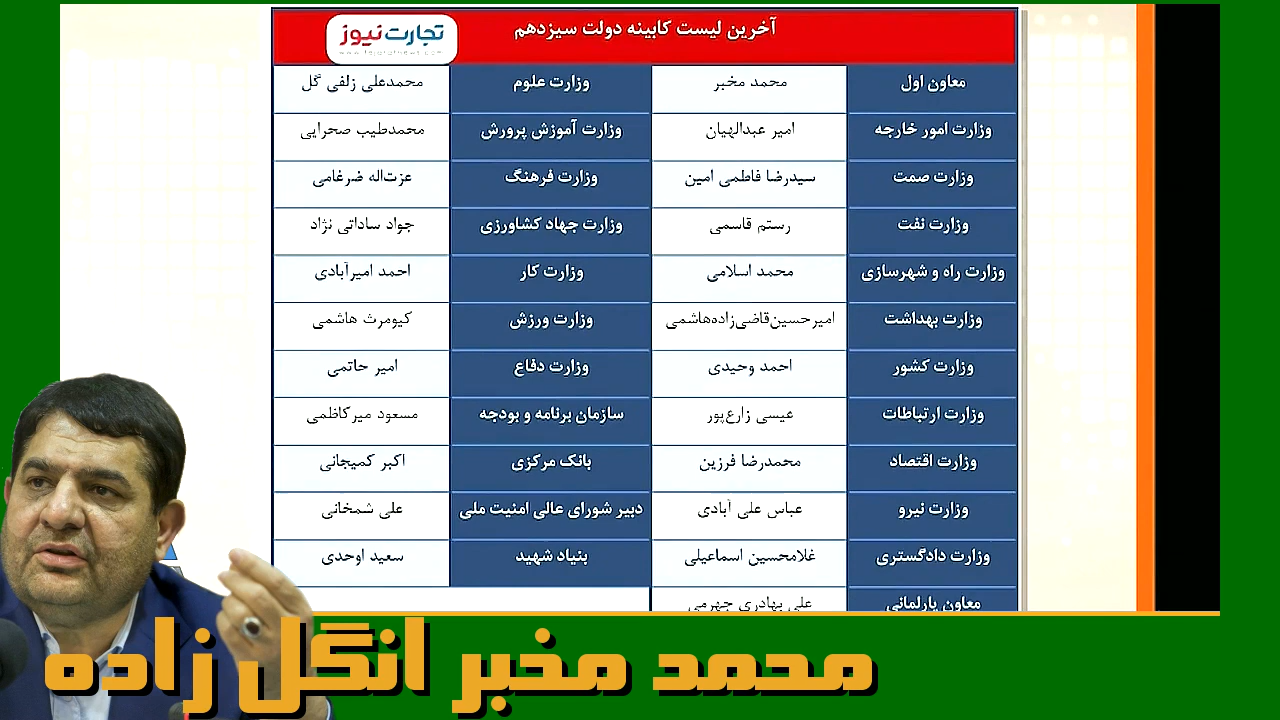 آخرین لیست کابینه دولت سیزدهم
تجارت‌نیوز
معاون اول محمد مخبر وزارت علوم محمدعلی زلفی گل
وزارت امور خارجه امیر عبدالهیان وزارت آموزش پرورش محمدطیب صحرایی
وزارت صمت سیدرضا فاطمی امین وزارت فرهنگ عزت‌اله ضرغامی
وزارت نفت رستم قاسمی وزارت جهاد کشاورزی جواد ساداتی نژاد
وزارت راه و شهرسازی محمد اسلامی وزارت کار احمد امیرآبادی
وزارت بهداشت امیرحسین‌قاضی‌زاده‌هاشمی وزارت ورزش کیومرث هاشمی
وزارت کشور احمد وحیدی وزارت دفاع امیر حاتمی
وزارت ارتباطات عیسی زارع‌پور سازمان برنامه و بودجه مسعود میرکاظمی
وزارت اقتصاد محمدرضا فرزین بانک مرکزی اکبر کمیجانی
وزارت نیرو عباس علی آبادی دبیر شورای عالی امنیت ملی علی شمخانی
وزارت دادگستری غلامحسین اسماعیلی بنیاد شهید سعید اوحدی
معاون پارلمانی علی بهادری جهرمی
محمد مخبر انگل زاده